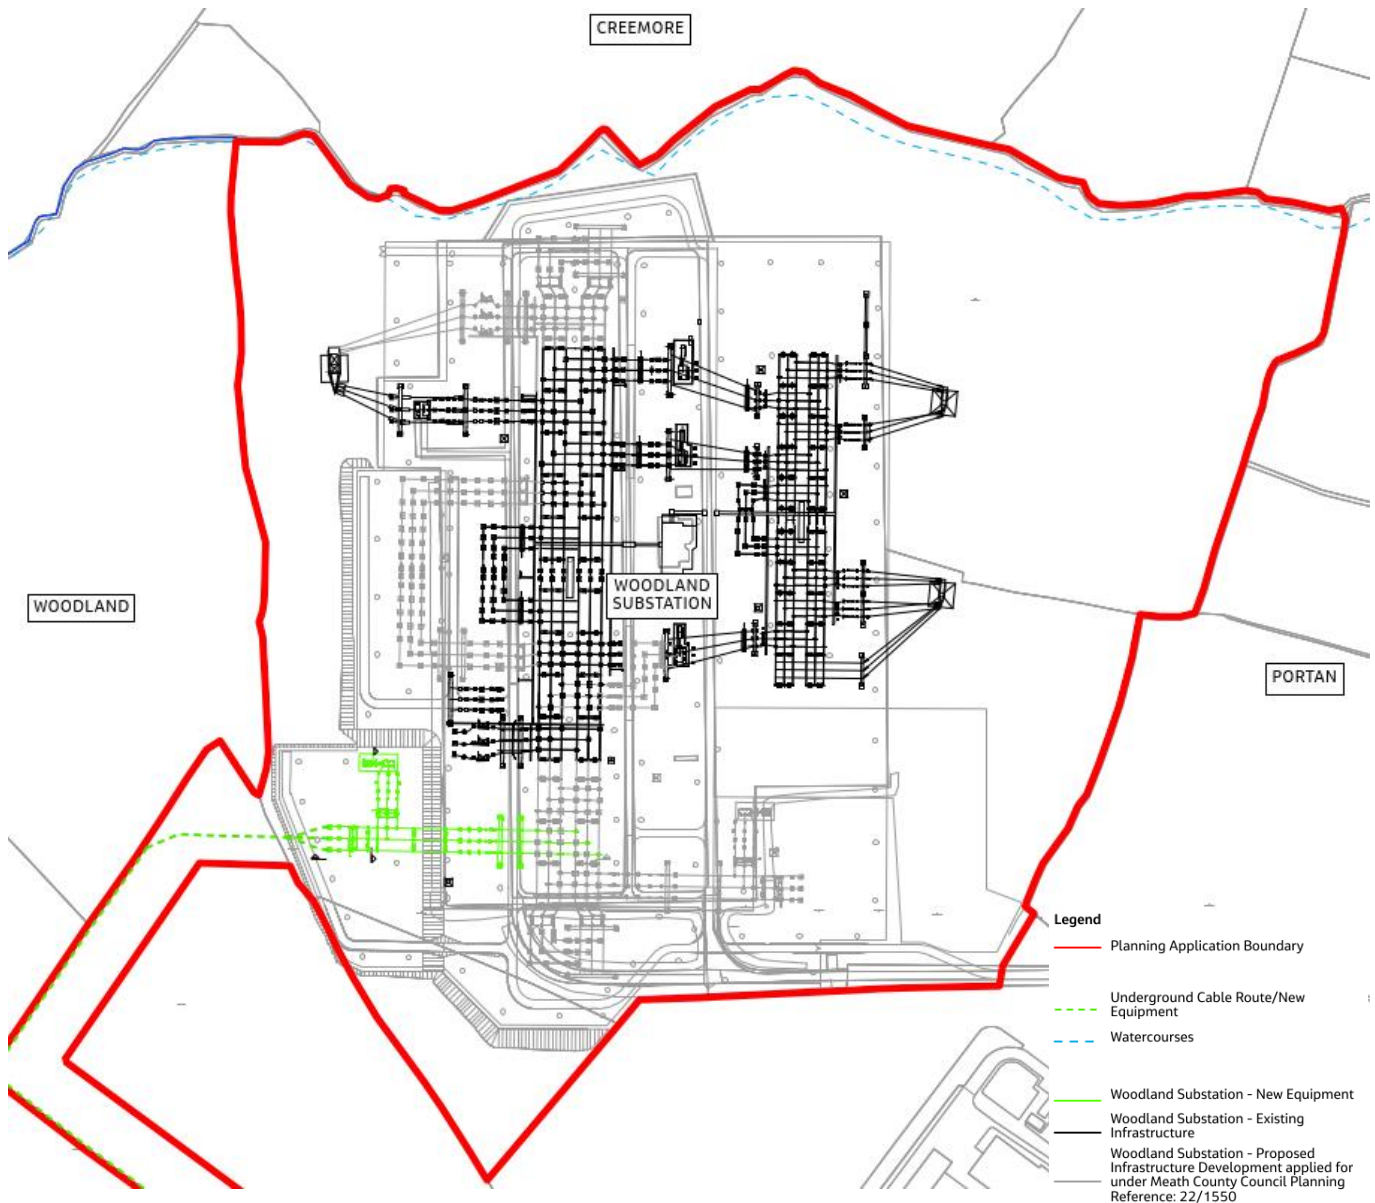 CREEMORE
WOODLAND
WOODLAND
SUBSTATION
PORTAN
Legend
Planning Application Boundary
Underground Cable Route/New
Equipment
Watercourses
Woodland Substation - New Equipment
Woodland Substation - Existing
Infrastructure
Woodland Substation - Proposed
Infrastructure Development applied for
under Meath County Council Planning
Reference: 22/1550